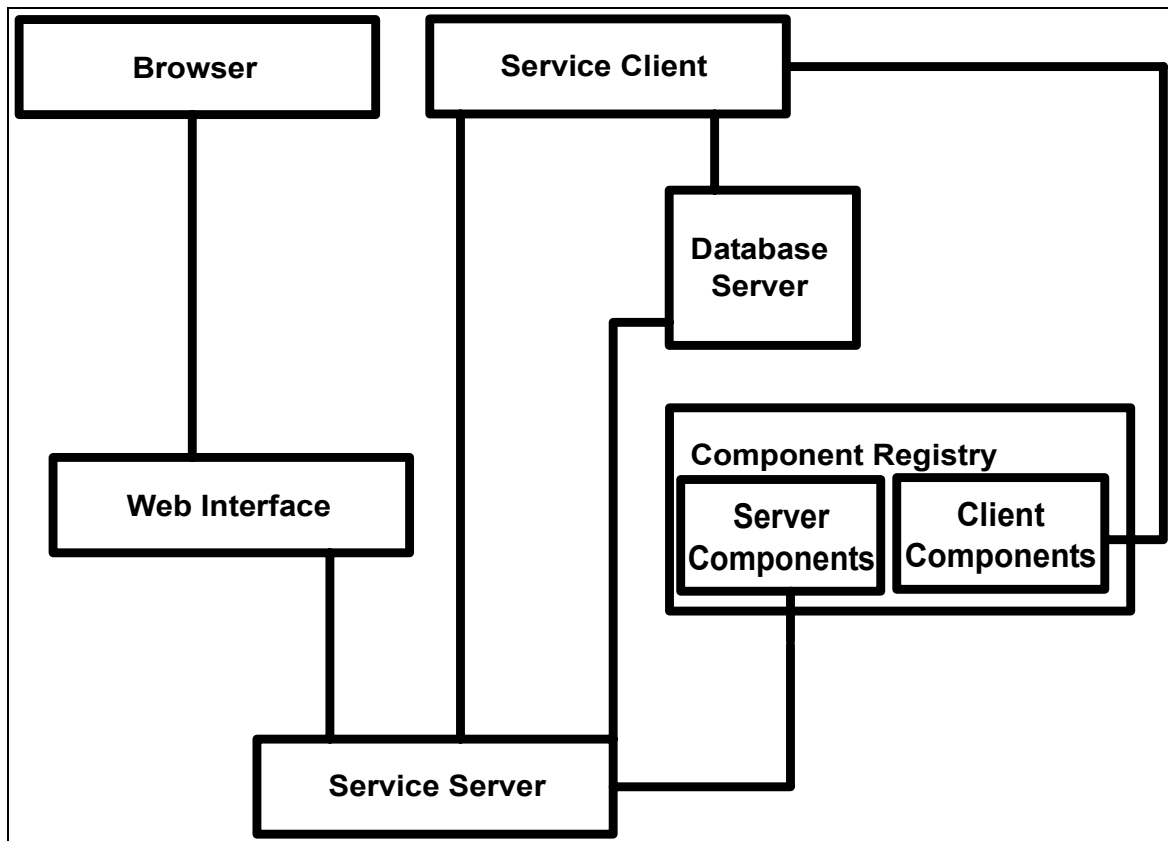 Browser
Service Client
Database
Server
Component Registry
Server
Components
Client
Components
Web Interface
Service Server